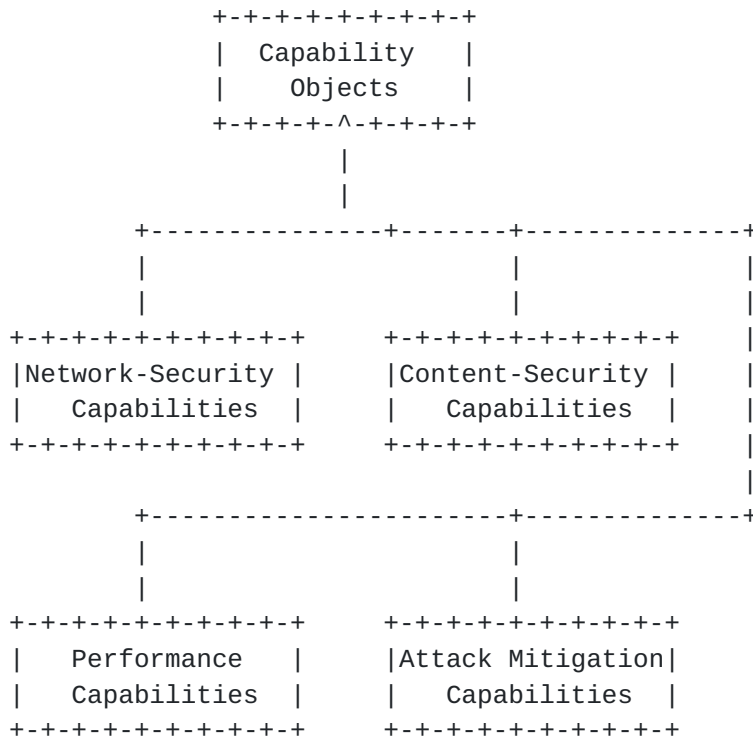 Capability
Objects
Network-Security
Capabilities
Content-Security
Capabilities
Performance
Capabilities
Attack Mitigation
Capabilities